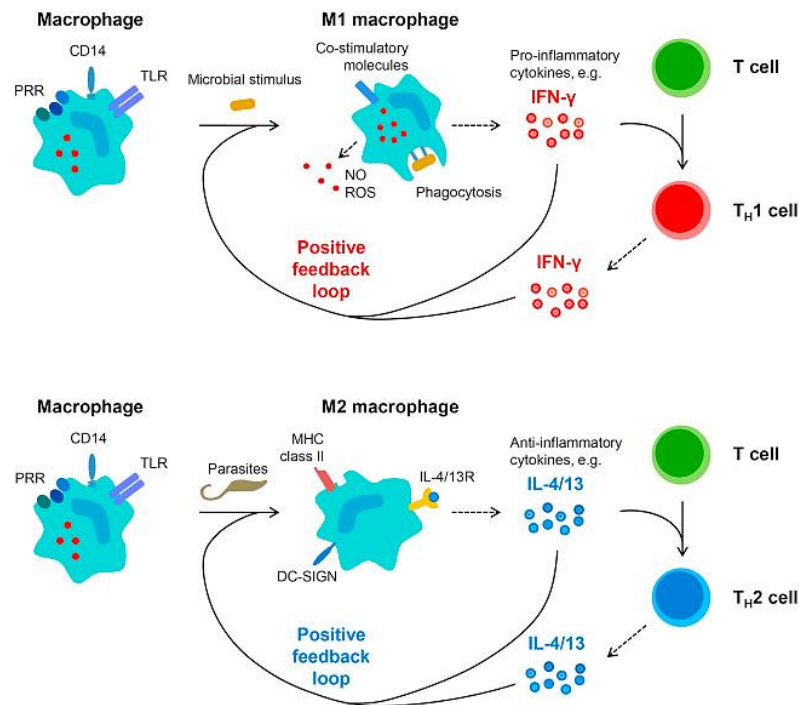 Macrophage
CD14
TLR
PRR
Microbial stimulus
M1 macrophage
Co-stimulatory
molecules
NO
ROS
Phagocytosis
Pro-inflammatory
cytokines, e.g.
IFN-γ
T cell
TH1 cell
IFN-γ
Positive
feedback
loop
Macrophage
CD14
TLR
PRR
Parasites
M2 macrophage
MHC
class II
IL-4/13R
DC-SIGN
Anti-inflammatory
cytokines, e.g.
IL-4/13
T cell
TH2 cell
IL-4/13
Positive
feedback
loop